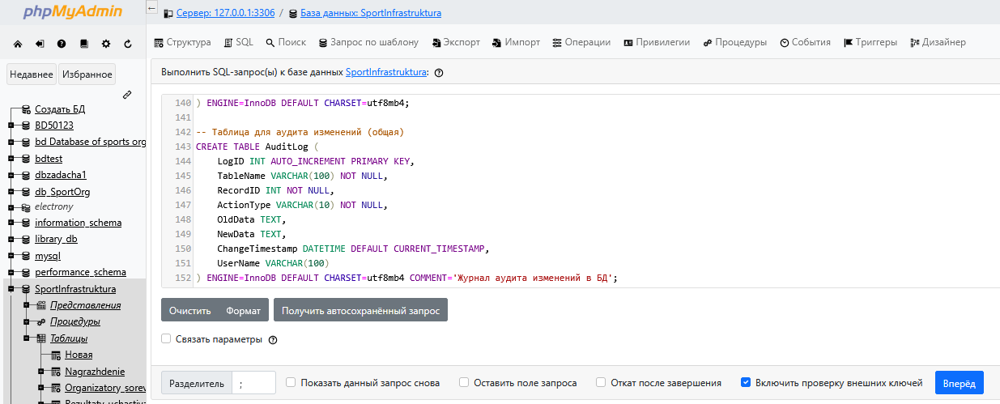 phpMyAdmin
Недавнее Избранное
Создать БД
BD50123
bd Database of sports org
bdtest
dbzadacha1
db_SportOrg
electrony
information_schema
library_db
mysql
performance_schema
SportInfrastruktura
Представления
Процедуры
Таблицы
Новая
Nagrazhdenie
Organizatory_sorev
Rezultaty_uchastiya
Сервер: 127.0.0.1:3306 / База данных: SportInfrastruktura
Структура SQL Поиск Запрос по шаблону Экспорт Импорт Операции Привилегии Процедуры События Триггеры Дизайнер
Выполнить SQL-запрос(ы) к базе данных SportInfrastruktura:
140 ) ENGINE=InnoDB DEFAULT CHARSET=utf8mb4;
141
142 -- Таблица для аудита изменений (общая)
143 CREATE TABLE AuditLog (
144 LogID INT AUTO_INCREMENT PRIMARY KEY,
145 TableName VARCHAR(100) NOT NULL,
146 RecordID INT NOT NULL,
147 ActionType VARCHAR(10) NOT NULL,
148 OldData TEXT,
149 NewData TEXT,
150 ChangeTimestamp DATETIME DEFAULT CURRENT_TIMESTAMP,
151 UserName VARCHAR(100)
152 ) ENGINE=InnoDB DEFAULT CHARSET=utf8mb4 COMMENT='Журнал аудита изменений в БД';
Очистить Формат Получить автосохранённый запрос
Связать параметры
Разделитель ; Показать данный запрос снова Оставить поле запроса Откат после завершения Включить проверку внешних ключей Вперёд